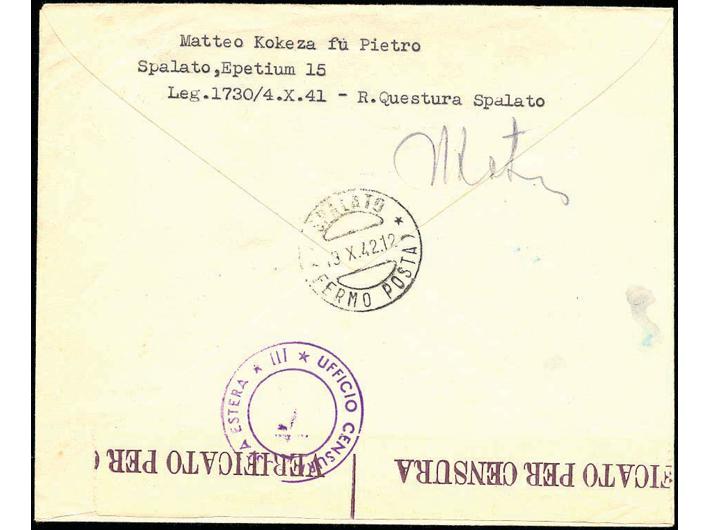 Matteo Kokeza fù Pietro
Spalato,Epetium 15
Leg.1730/4.X.41 - R.Questura Spalato
SPALATO *
13 X.42.12
(FERMO POSTA)
* III * UFFICIO CENSURA ESTERA
VERIFICATO PER C
FICATO PER CENSURA